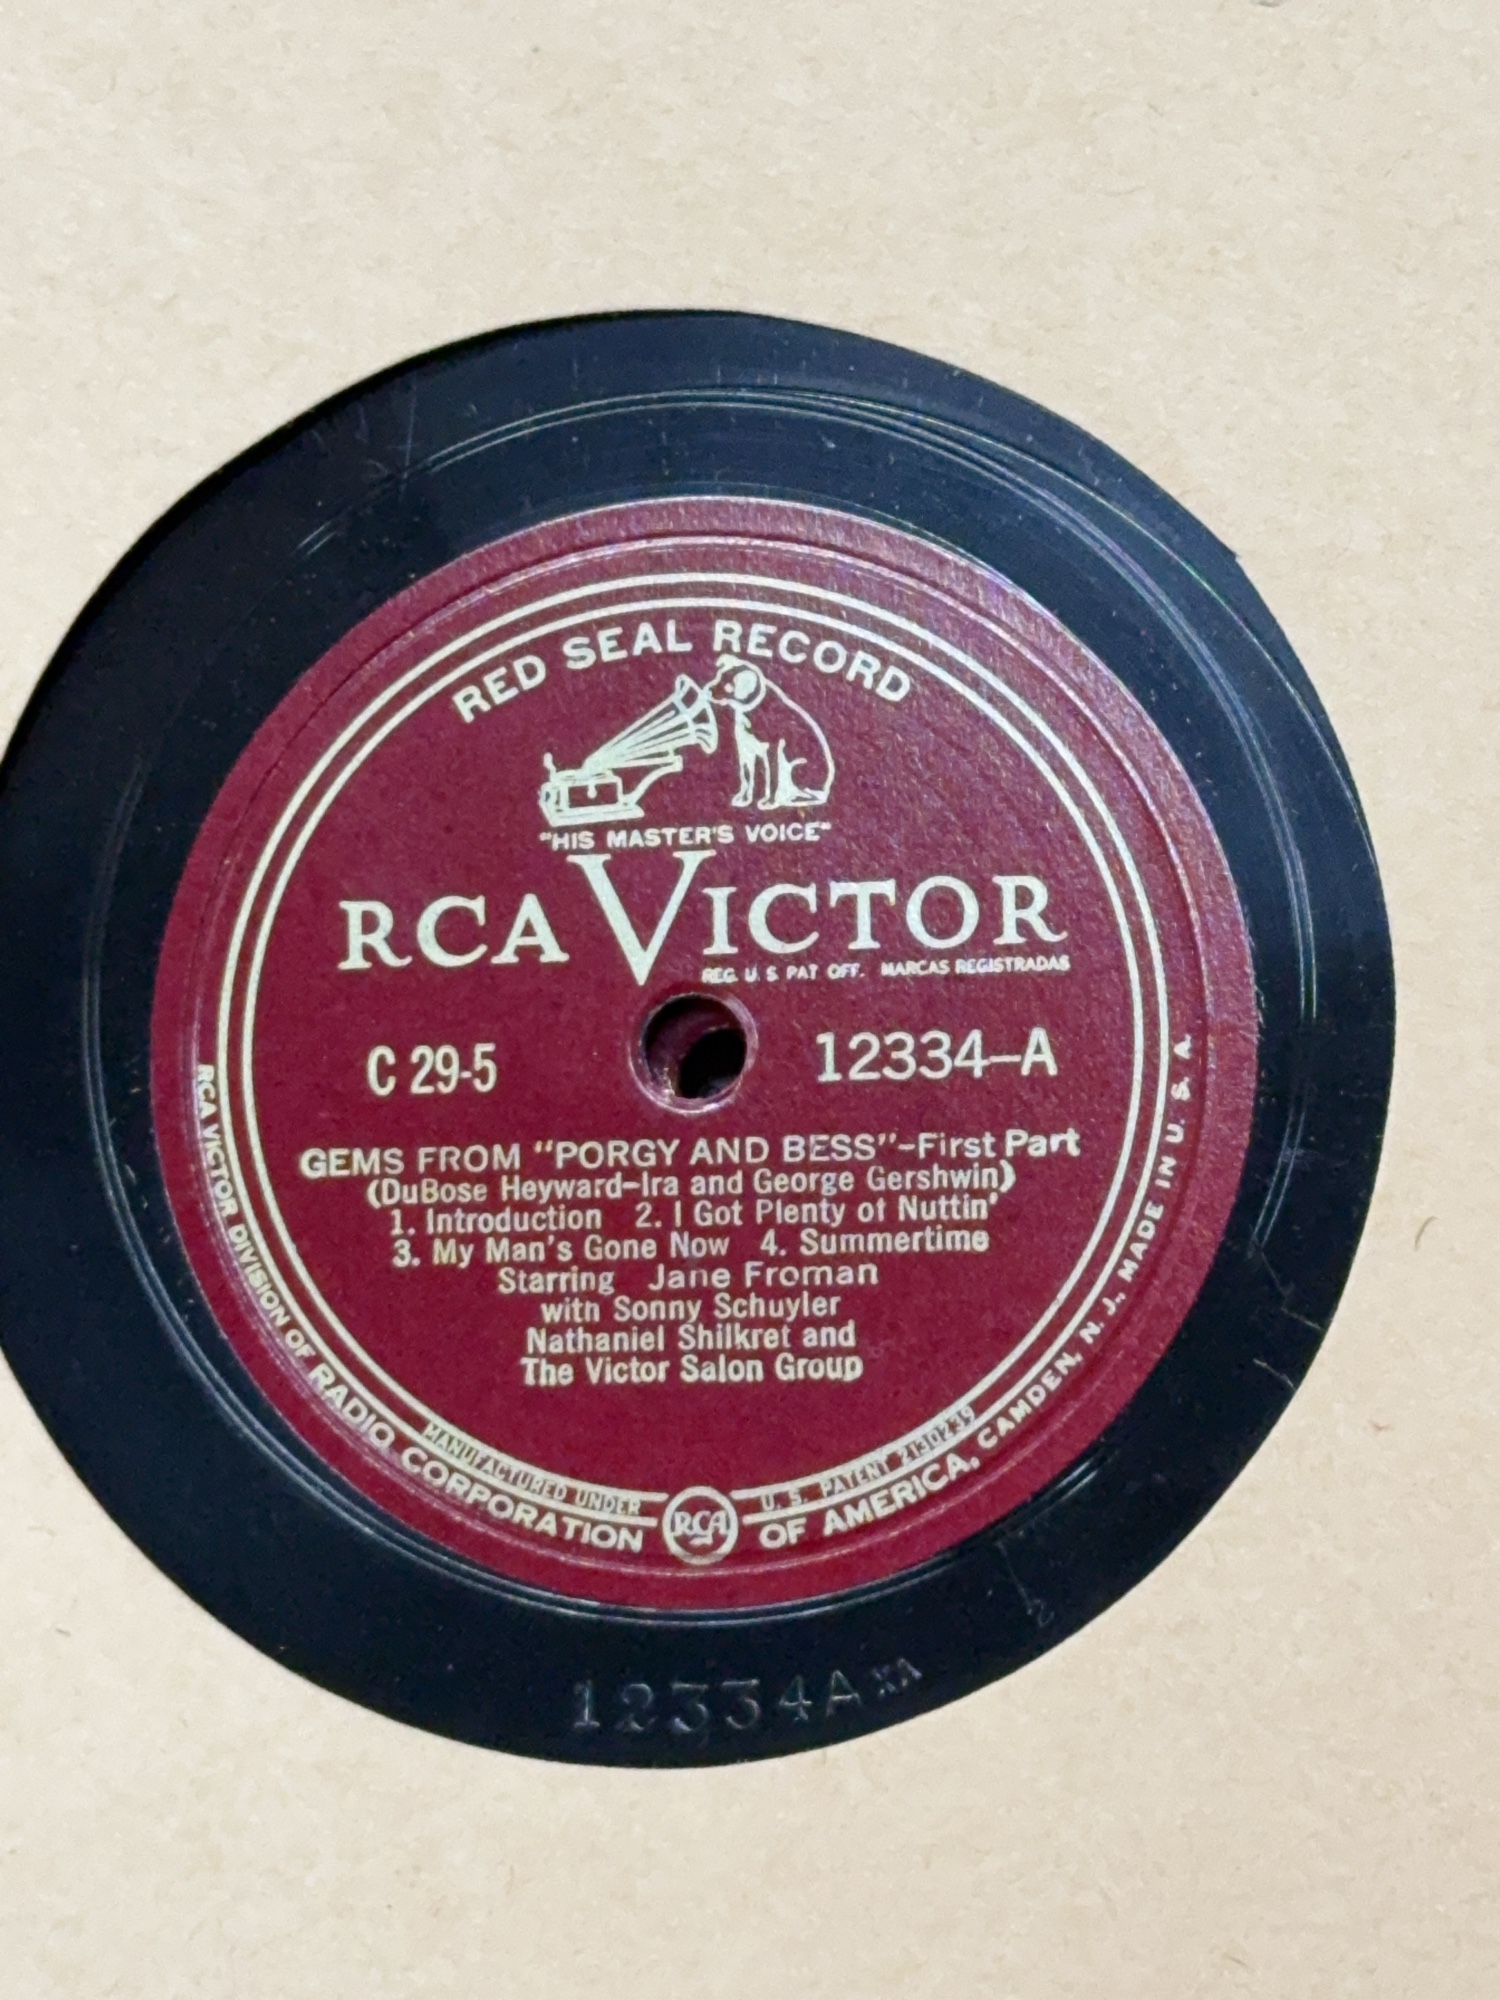 RED SEAL RECORD
"HIS MASTER'S VOICE"
RCA VICTOR
REG. U. S. PAT. OFF. MARCAS REGISTRADAS
C 29-5
12334-A
GEMS FROM "PORGY AND BESS"-First Part
(DuBose Heyward-Ira and George Gershwin)
1. Introduction 2. I Got Plenty of Nuttin'
3. My Man's Gone Now 4. Summertime
Starring Jane Froman
with Sonny Schuyler
Nathaniel Shilkret and
The Victor Salon Group
MANUFACTURED UNDER U. S. PATENT 2130239
RCA
RCA VICTOR DIVISION OF RADIO CORPORATION OF AMERICA, CAMDEN, N. J., MADE IN U. S. A.
12334A